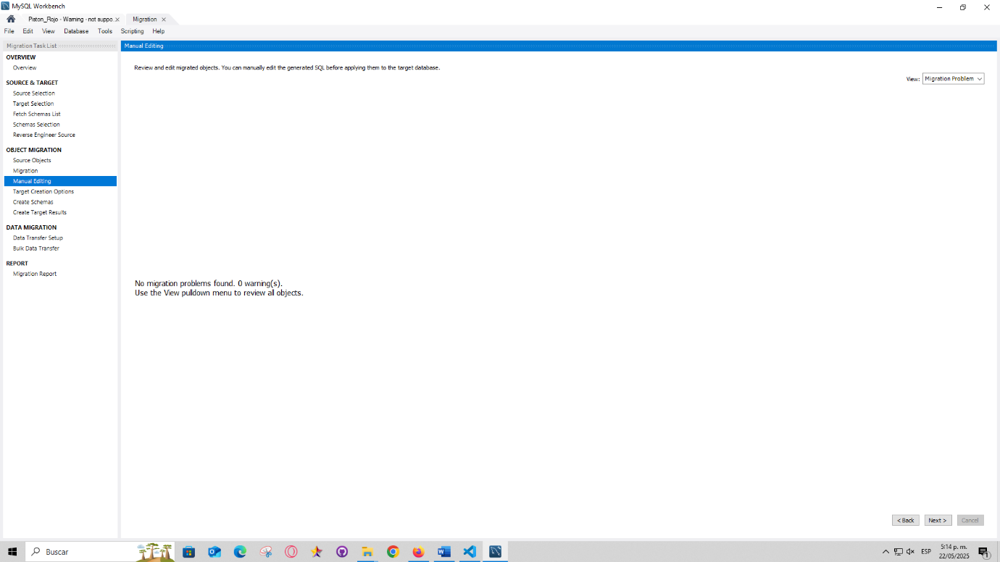 MySQL Workbench
Piston_Rojo - Warning - not suppo...
Migration
File Edit View Database Tools Scripting Help
Migration Task List
OVERVIEW
Overview
SOURCE & TARGET
Source Selection
Target Selection
Fetch Schemas List
Schemas Selection
Reverse Engineer Source
OBJECT MIGRATION
Source Objects
Migration
Manual Editing
Target Creation Options
Create Schemas
Create Target Results
DATA MIGRATION
Data Transfer Setup
Bulk Data Transfer
REPORT
Migration Report
Manual Editing
Review and edit migrated objects. You can manually edit the generated SQL before applying them to the target database.
View: Migration Problem
No migration problems found. 0 warning(s).
Use the View pulldown menu to review all objects.
< Back Next > Cancel
Buscar
ESP
5:14 p. m.
22/05/2025
1